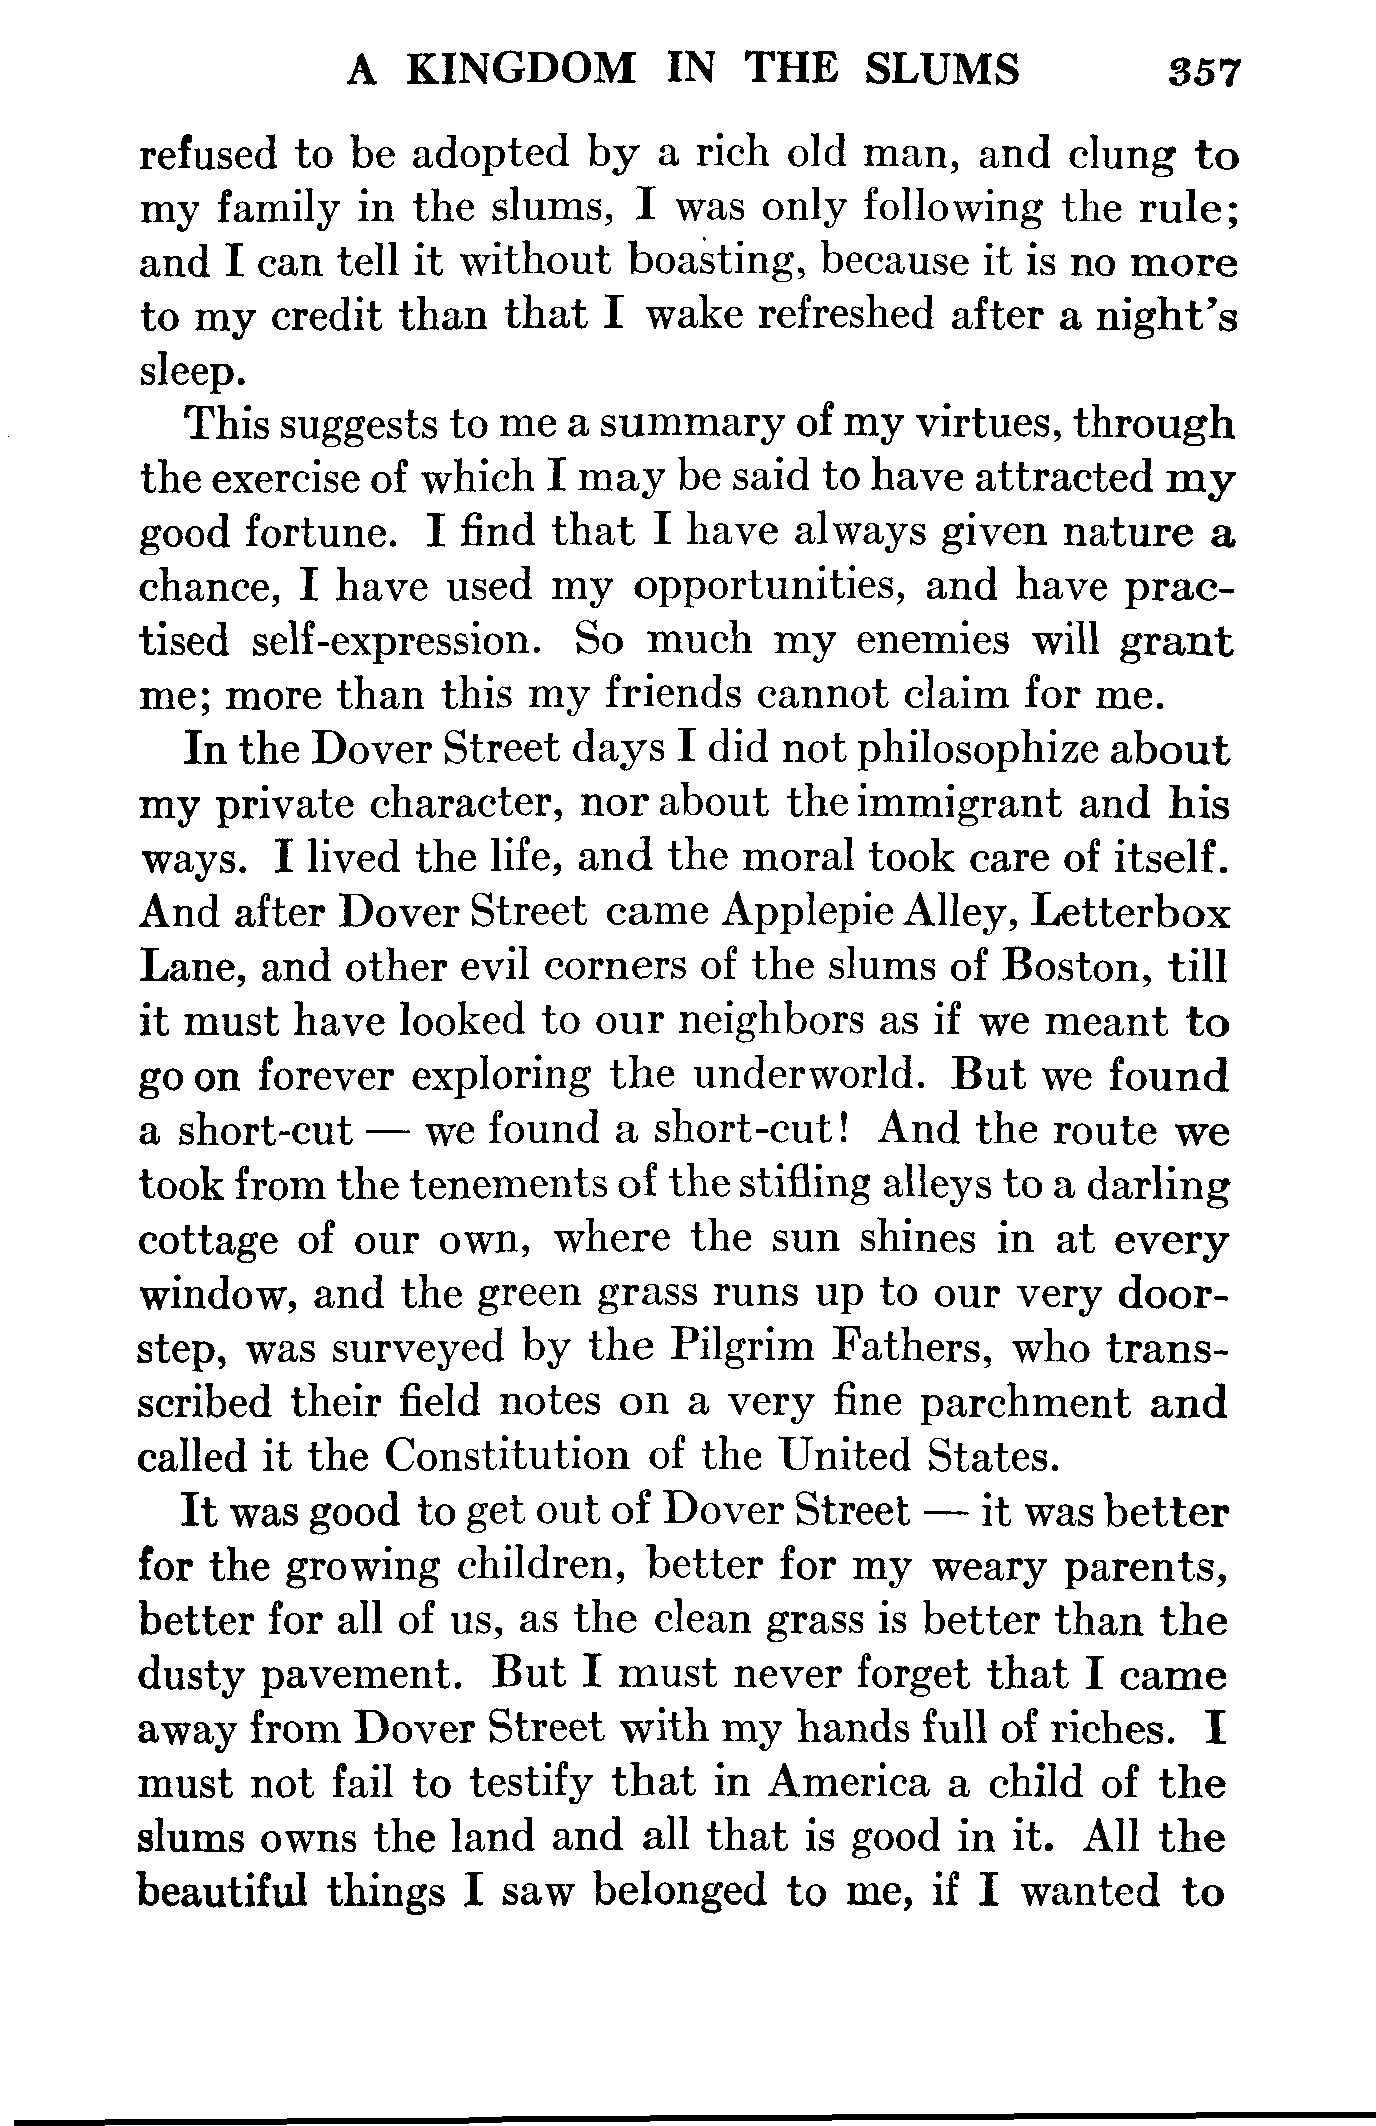 A KINGDOM IN THE SLUMS 357
refused to be adopted by a rich old man, and clung to
my family in the slums, I was only following the rule;
and I can tell it without boasting, because it is no more
to my credit than that I wake refreshed after a night's
sleep.
This suggests to me a summary of my virtues, through
the exercise of which I may be said to have attracted my
good fortune. I find that I have always given nature a
chance, I have used my opportunities, and have prac-
tised self-expression. So much my enemies will grant
me; more than this my friends cannot claim for me.
In the Dover Street days I did not philosophize about
my private character, nor about the immigrant and his
ways. I lived the life, and the moral took care of itself.
And after Dover Street came Applepie Alley, Letterbox
Lane, and other evil corners of the slums of Boston, till
it must have looked to our neighbors as if we meant to
go on forever exploring the underworld. But we found
a short-cut — we found a short-cut! And the route we
took from the tenements of the stifling alleys to a darling
cottage of our own, where the sun shines in at every
window, and the green grass runs up to our very door-
step, was surveyed by the Pilgrim Fathers, who trans-
scribed their field notes on a very fine parchment and
called it the Constitution of the United States.
It was good to get out of Dover Street — it was better
for the growing children, better for my weary parents,
better for all of us, as the clean grass is better than the
dusty pavement. But I must never forget that I came
away from Dover Street with my hands full of riches. I
must not fail to testify that in America a child of the
slums owns the land and all that is good in it. All the
beautiful things I saw belonged to me, if I wanted to